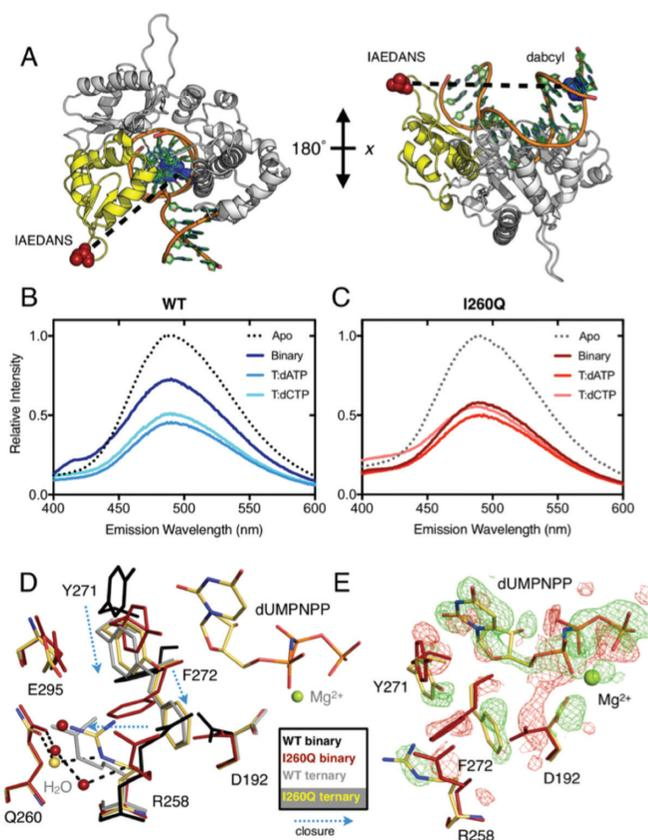 A
IAEDANS
180° x
IAEDANS
dabcyl
B
WT
Relative Intensity
1.0
0.5
0.0
Apo
Binary
T:dATP
T:dCTP
400 450 500 550 600
Emission Wavelength (nm)
C
I260Q
1.0
0.5
0.0
Apo
Binary
T:dATP
T:dCTP
400 450 500 550 600
Emission Wavelength (nm)
D
Y271
dUMPNPP
E295
F272
Mg2+
H2O
Q260
R258
D192
WT binary
I260Q binary
WT ternary
I260Q ternary
closure
E
dUMPNPP
Y271
Mg2+
F272
D192
R258